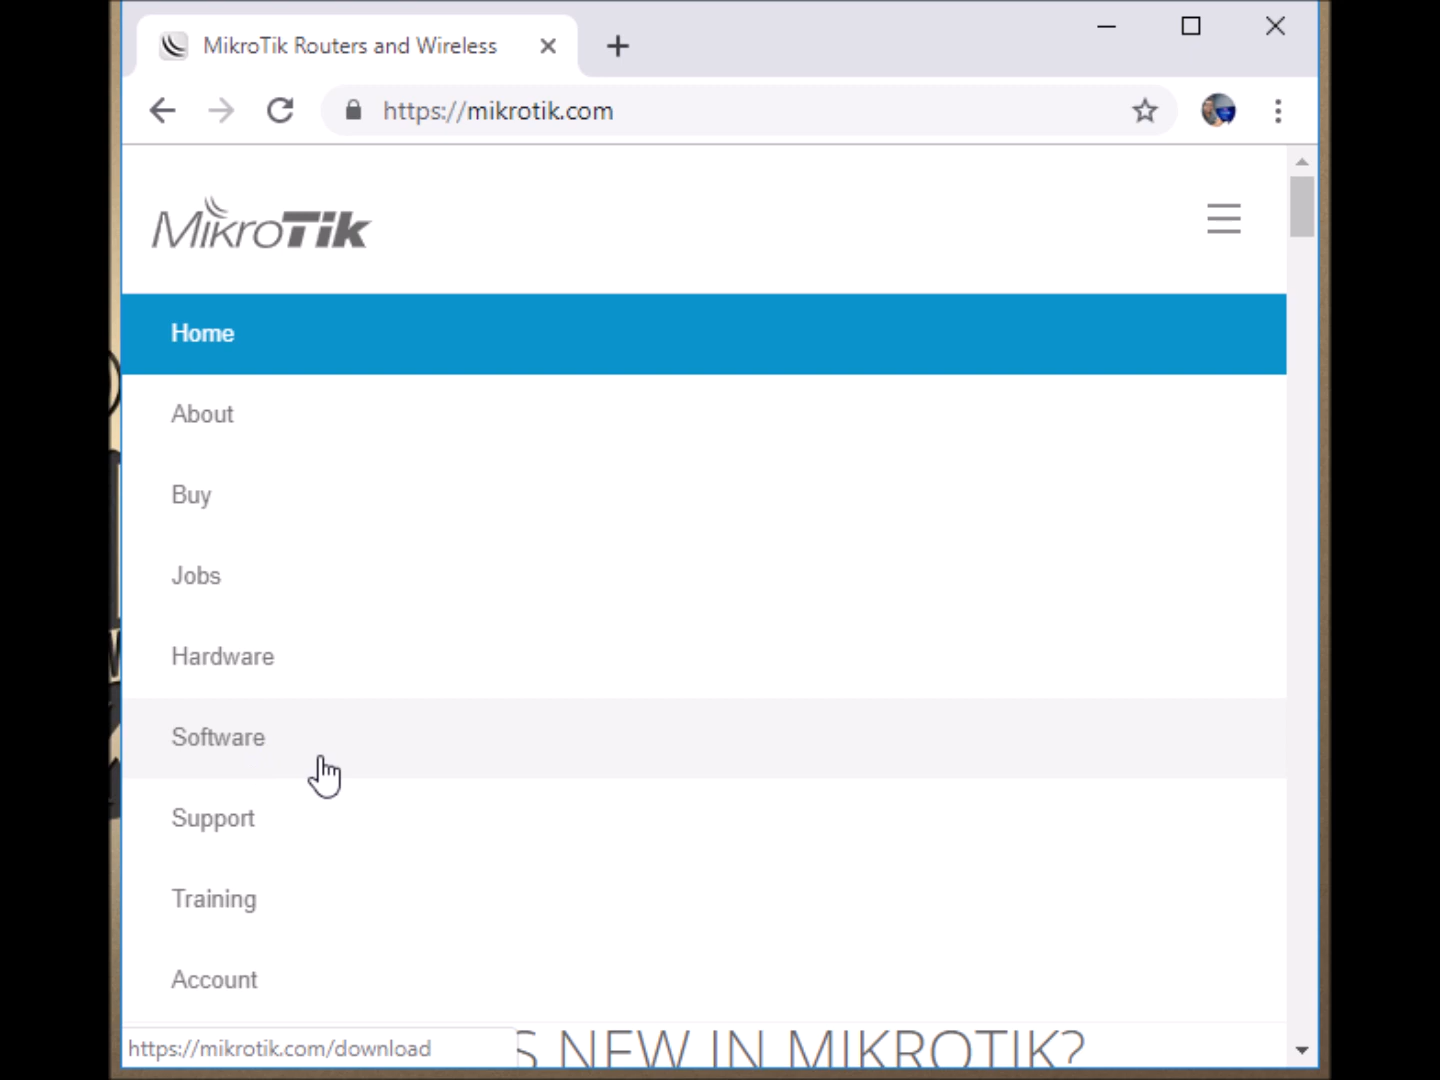 MikroTik Routers and Wireless
https://mikrotik.com
MikroTik
Home
About
Buy
Jobs
Hardware
Software
Support
Training
Account
https://mikrotik.com/download
S NEW IN MIKROTIK?